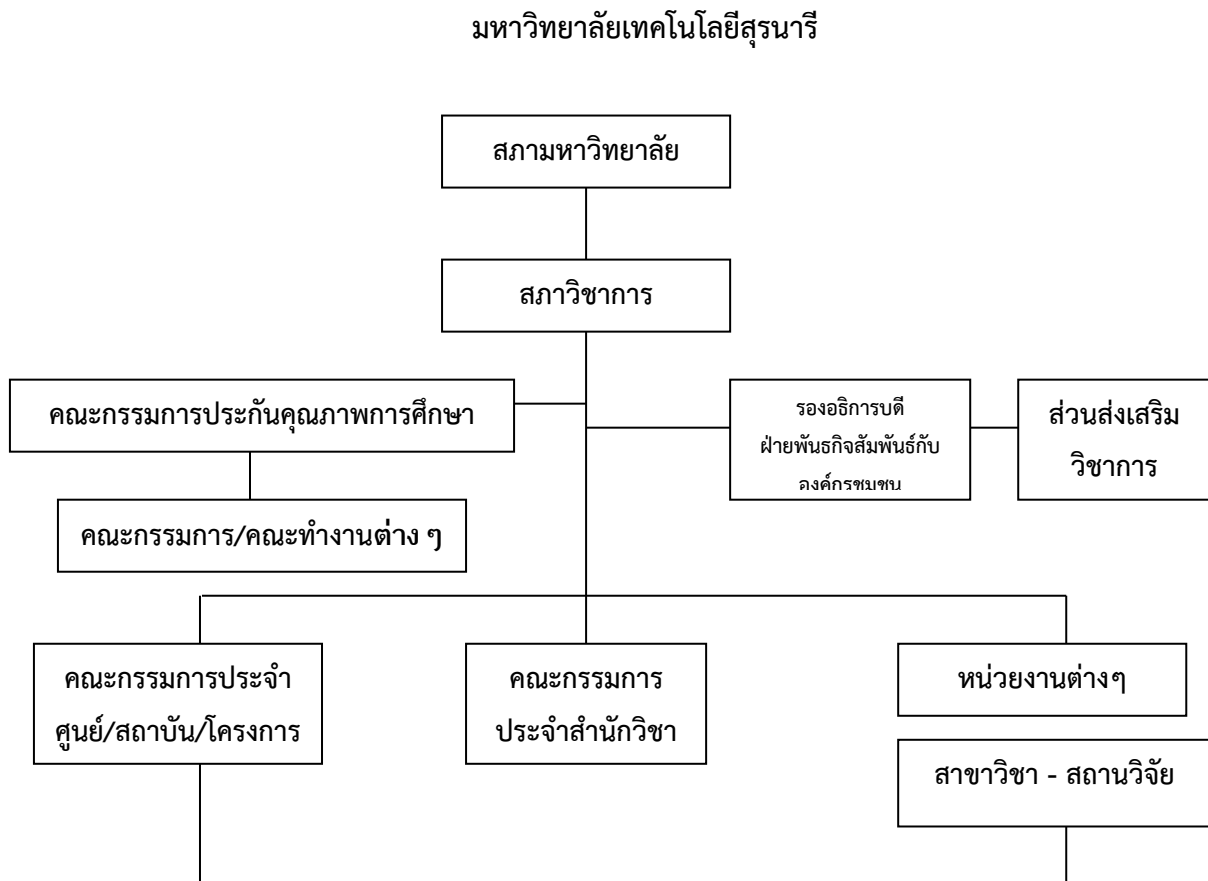 มหาวิทยาลัยเทคโนโลยีสุรนารี
สภามหาวิทยาลัย
สภาวิชาการ
คณะกรรมการประกันคุณภาพการศึกษา
รองอธิการบดี
ฝ่ายพันธกิจสัมพันธ์กับ
องค์กรชุมชน
ส่วนส่งเสริม
วิชาการ
คณะกรรมการ/คณะทำงานต่าง ๆ
คณะกรรมการประจำ
ศูนย์/สถาบัน/โครงการ
คณะกรรมการ
ประจำสำนักวิชา
หน่วยงานต่างๆ
สาขาวิชา - สถานวิจัย